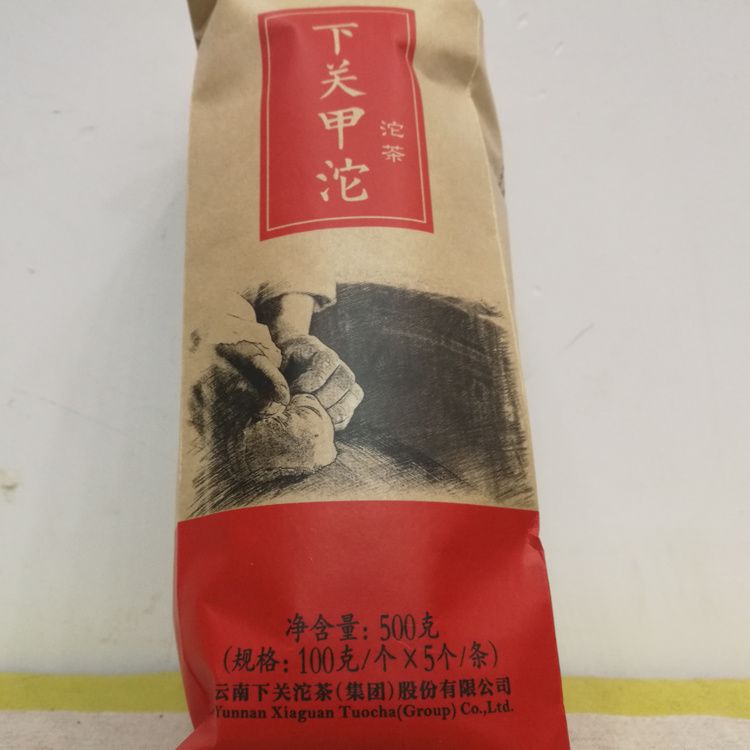 下关甲沱
沱茶
净含量：500克
（规格：100克/个×5个/条）
云南下关沱茶（集团）股份有限公司
Yunnan Xiaguan Tuocha(Group) Co.,Ltd.